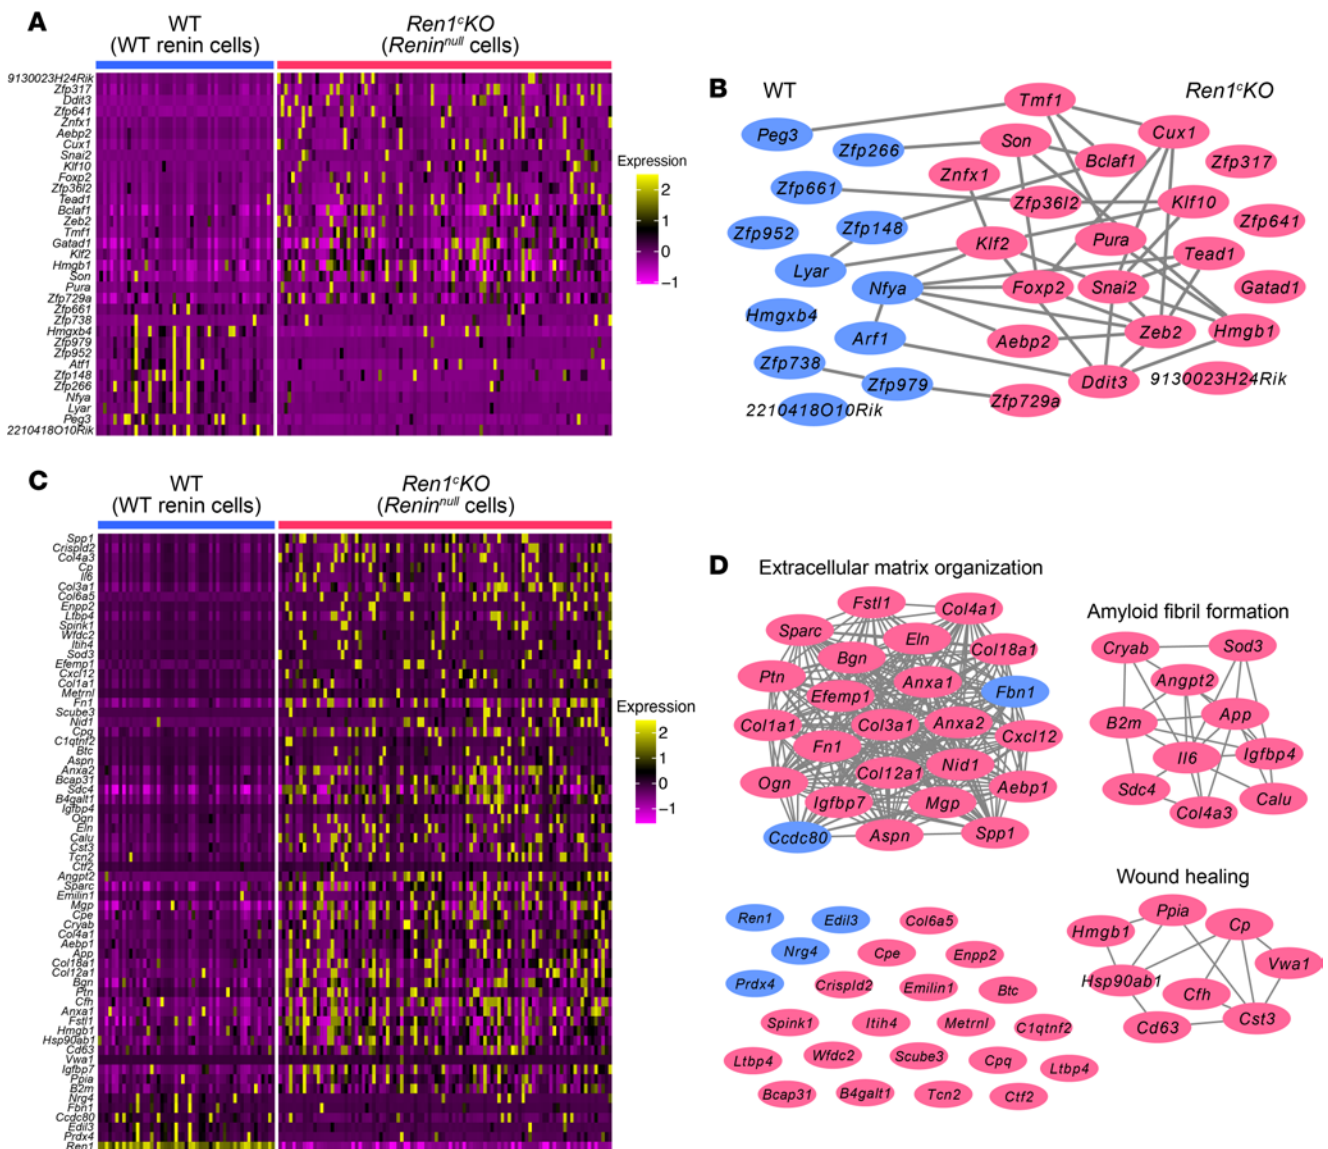 A
WT
(WT renin cells)
Ren1ᶜKO
(Reninⁿᵘˡˡ cells)
9130023H24Rik
Zfp317
Ddit3
Zfp641
Znfx1
Aebp2
Cux1
Snai2
Klf10
Foxp2
Zfp36l2
Tead1
Bclaf1
Zeb2
Tmf1
Gatad1
Klf2
Hmgb1
Son
Pura
Zfp729a
Zfp661
Zfp738
Hmgxb4
Zfp979
Zfp952
Atf1
Zfp148
Zfp266
Nfya
Lyar
Peg3
2210418O10Rik
Expression
2
1
0
−1
B
WT
Ren1ᶜKO
Tmf1
Peg3
Cux1
Son
Zfp266
Bclaf1
Zfp317
Znfx1
Zfp661
Zfp36l2
Klf10
Zfp641
Zfp952
Zfp148
Klf2
Pura
Tead1
Lyar
Nfya
Foxp2
Snai2
Gatad1
Hmgxb4
Arf1
Aebp2
Zeb2
Hmgb1
Zfp738
Zfp979
Ddit3
9130023H24Rik
2210418O10Rik
Zfp729a
C
WT
(WT renin cells)
Ren1ᶜKO
(Reninⁿᵘˡˡ cells)
Spp1
Crispld2
Col4a3
Cp
Il6
Col3a1
Col6a5
Enpp2
Ltbp4
Spink1
Wfdc2
Itih4
Sod3
Efemp1
Cxcl12
Col1a1
Metrnl
Fn1
Scube3
Nid1
Cpq
C1qtnf2
Btc
Aspn
Anxa2
Bcap31
Sdc4
B4galt1
Igfbp4
Ogn
Eln
Calu
Cst3
Tcn2
Ctf2
Angpt2
Sparc
Emilin1
Mgp
Cpe
Cryab
Col4a1
Aebp1
App
Col18a1
Col12a1
Bgn
Ptn
Cfh
Anxa1
Fstl1
Hmgb1
Hsp90ab1
Cd63
Vwa1
Igfbp7
Ppia
B2m
Nrg4
Fbn1
Ccdc80
Edil3
Prdx4
Ren1
Expression
2
1
0
−1
D
Extracellular matrix organization
Fstl1
Col4a1
Sparc
Eln
Col18a1
Bgn
Ptn
Anxa1
Fbn1
Efemp1
Col1a1
Col3a1
Anxa2
Cxcl12
Fn1
Nid1
Ogn
Col12a1
Aebp1
Igfbp7
Mgp
Ccdc80
Aspn
Spp1
Amyloid fibril formation
Cryab
Sod3
Angpt2
B2m
App
Il6
Igfbp4
Sdc4
Calu
Col4a3
Wound healing
Ppia
Hmgb1
Cp
Vwa1
Hsp90ab1
Cfh
Cd63
Cst3
Ren1
Edil3
Col6a5
Nrg4
Cpe
Enpp2
Prdx4
Crispld2
Emilin1
Btc
Spink1
Itih4
Metrnl
C1qtnf2
Ltbp4
Wfdc2
Scube3
Cpq
Ltbp4
Bcap31
B4galt1
Tcn2
Ctf2